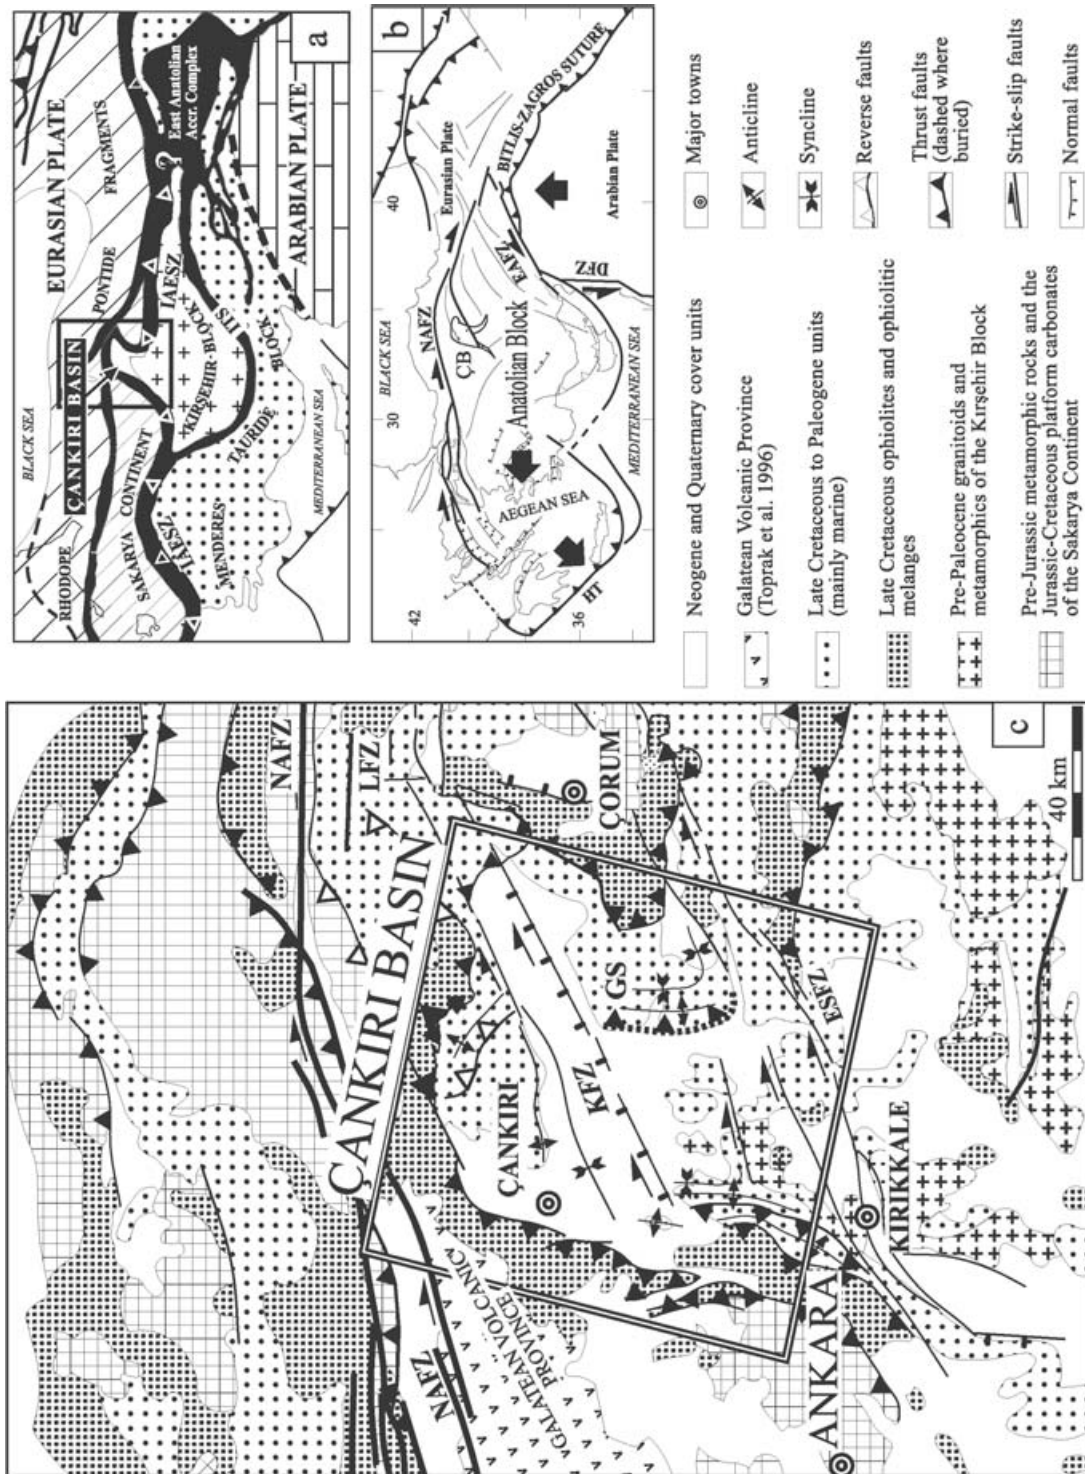 EURASIAN PLATE
BLACK SEA
RHODOPE
ÇANKIRI BASIN
PONTIDE
FRAGMENTS
SAKARYA
CONTINENT
IAESZ
IAESZ
KIRŞEHİR-BLOCK
ITS
MENDERES
TAURIDE
BLOCK
?
East Anatolian
Accr. Complex
ARABIAN PLATE
MEDITERRANEAN SEA
a
b
42
36
30
40
BLACK SEA
NAFZ
ÇB
Eurasian Plate
Anatolian Block
AEGEAN SEA
HT
EAFZ
DFZ
BITLIS-ZAGROS SUTURE
Arabian Plate
MEDITERRANEAN SEA
c
NAFZ
LFZ
ÇANKIRI BASIN
NAFZ
GALATEAN VOLCANIC
PROVINCE
ÇANKIRI
KFZ
GS
ÇORUM
ESFZ
ANKARA
KIRIKKALE
40 km
Neogene and Quaternary cover units
Galatean Volcanic Province
(Toprak et al. 1996)
Late Cretaceous to Paleogene units
(mainly marine)
Late Cretaceous ophiolites and ophiolitic
melanges
Pre-Paleocene granitoids and
metamorphics of the Kırşehir Block
Pre-Jurassic metamorphic rocks and the
Jurassic-Cretaceous platform carbonates
of the Sakarya Continent
Major towns
Anticline
Syncline
Reverse faults
Thrust faults
(dashed where
buried)
Strike-slip faults
Normal faults